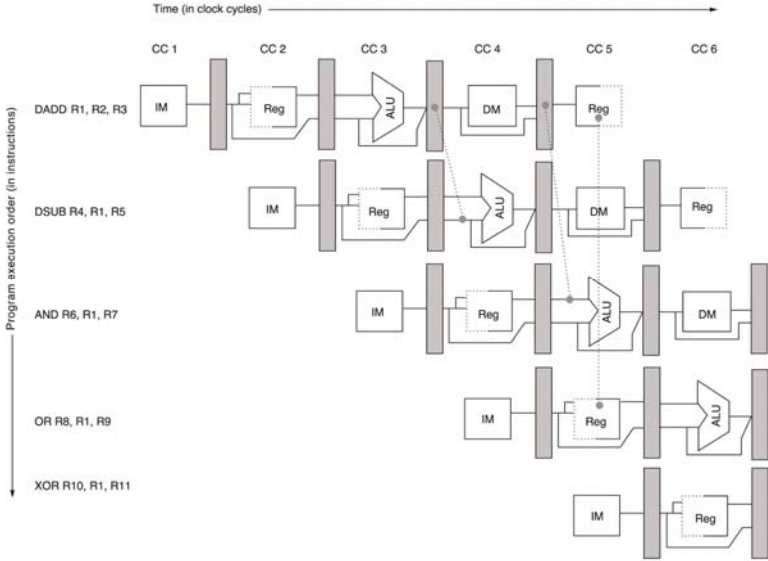 Time (in clock cycles)
CC 1 CC 2 CC 3 CC 4 CC 5 CC 6
Program execution order (in instructions)
DADD R1, R2, R3 IM Reg ALU DM Reg
DSUB R4, R1, R5 IM Reg ALU DM Reg
AND R6, R1, R7 IM Reg ALU DM
OR R8, R1, R9 IM Reg ALU
XOR R10, R1, R11 IM Reg